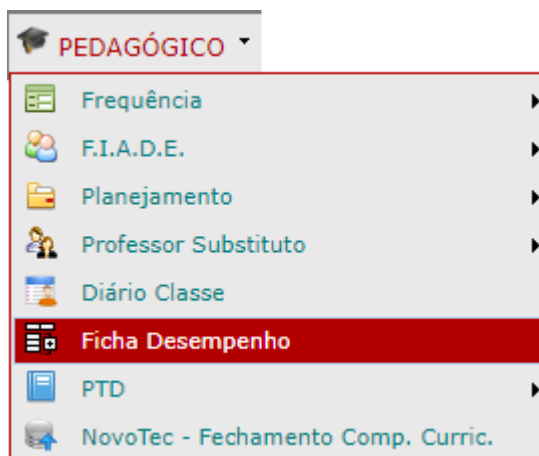 PEDAGÓGICO
Frequência
F.I.A.D.E.
Planejamento
Professor Substituto
Diário Classe
Ficha Desempenho
PTD
NovoTec - Fechamento Comp. Curric.